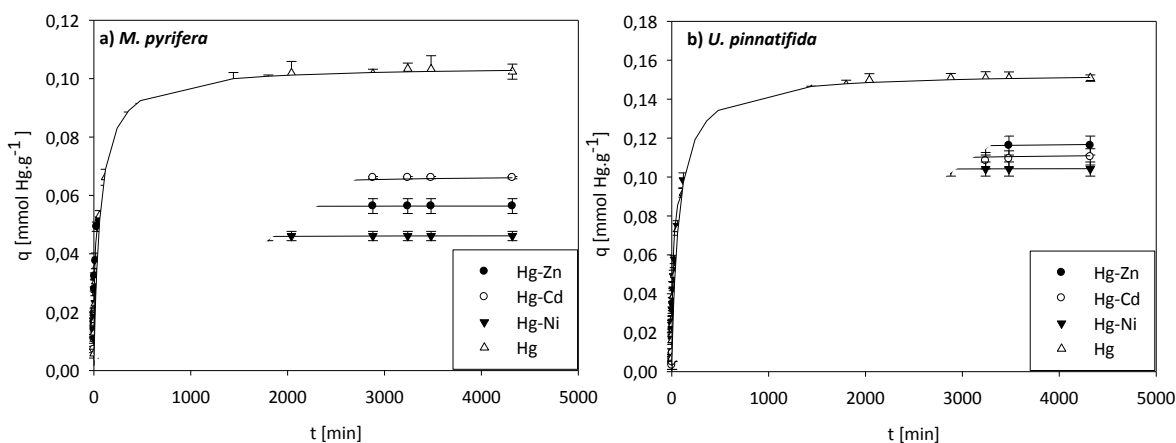 a) M. pyrifera
q [mmol Hg.g-1 ]
0,12
0,10
0,08
0,06
0,04
0,02
0,00
0
1000
2000
3000
4000
5000
t [min]
Hg-Zn
Hg-Cd
Hg-Ni
Hg
b) U. pinnatifida
q [mmol Hg.g-1 ]
0,18
0,16
0,14
0,12
0,10
0,08
0,06
0,04
0,02
0,00
0
1000
2000
3000
4000
5000
t [min]
Hg-Zn
Hg-Cd
Hg-Ni
Hg